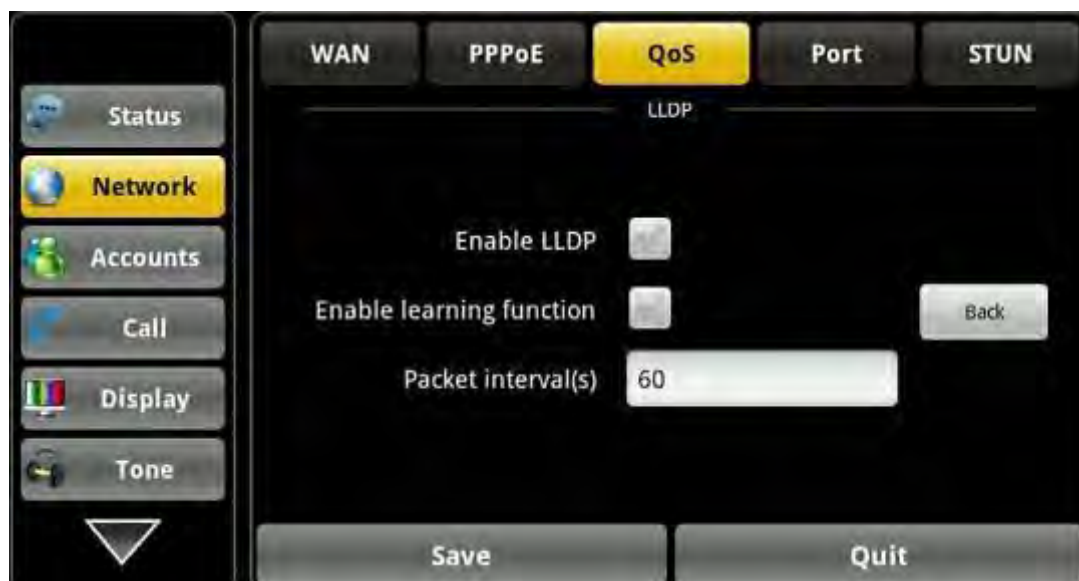 WAN PPPoE QoS Port STUN
LLDP
Status
Network
Accounts
Call
Display
Tone
Enable LLDP
Enable learning function
Back
Packet interval(s) 60
Save Quit